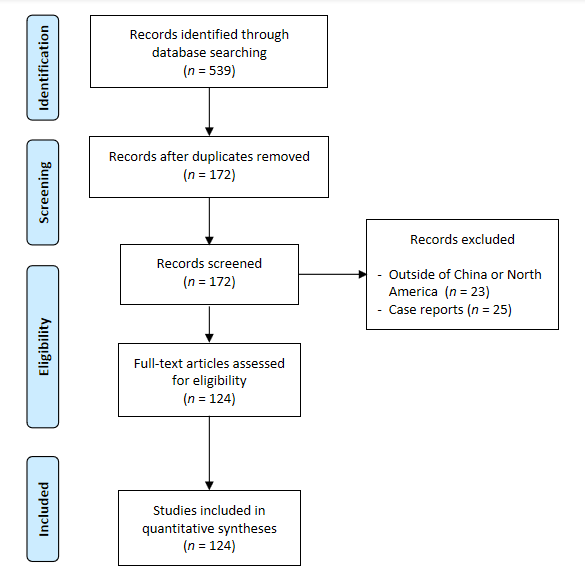 Identification
Records identified through
database searching
(n = 539)
Screening
Records after duplicates removed
(n = 172)
Records screened
(n = 172)
Records excluded
- Outside of China or North
America (n = 23)
- Case reports (n = 25)
Eligibility
Full-text articles assessed
for eligibility
(n = 124)
Included
Studies included in
quantitative syntheses
(n = 124)